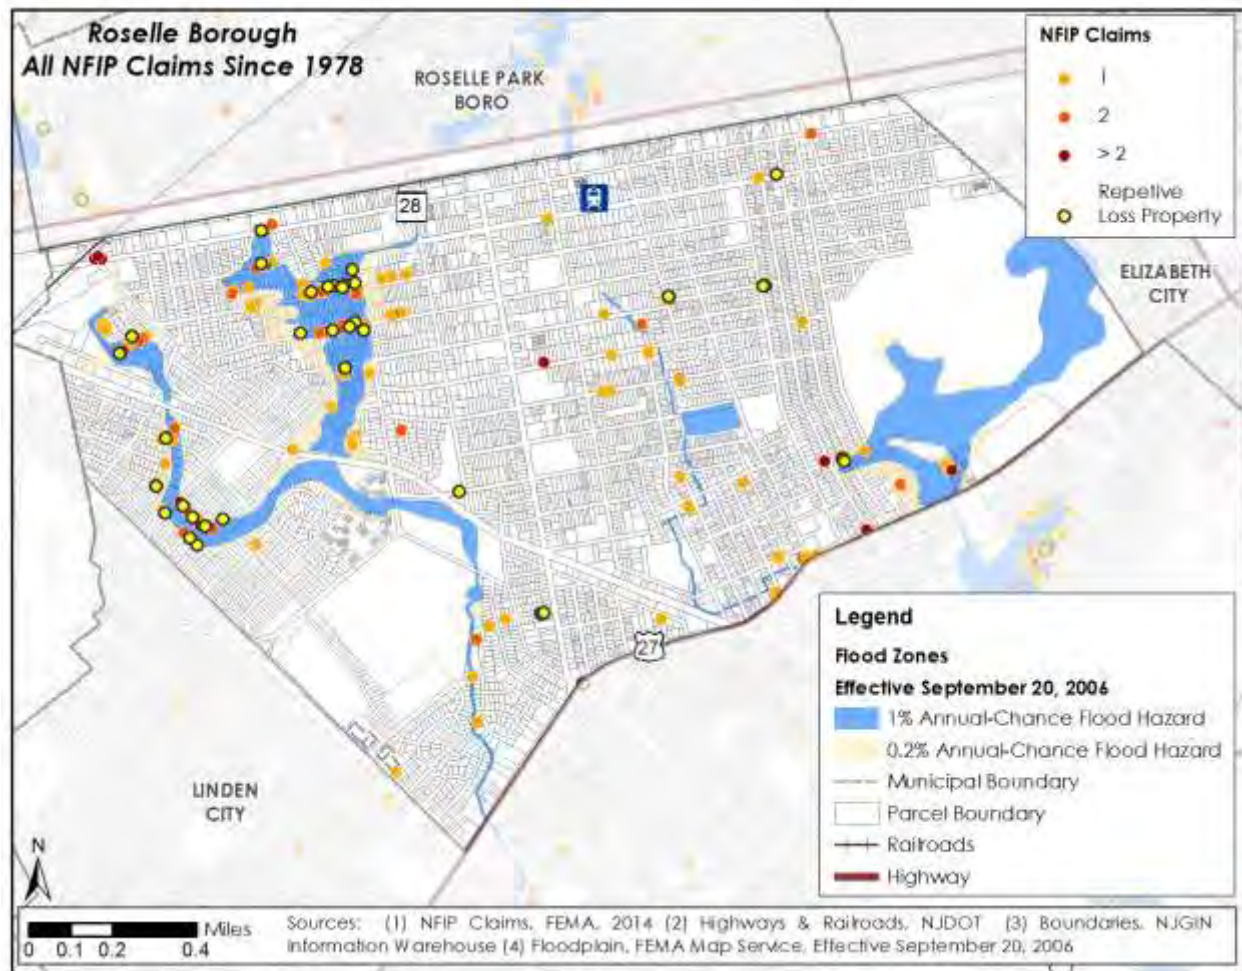 Roselle Borough
All NFIP Claims Since 1978
ROSELLE PARK
BORO
NFIP Claims
1
2
> 2
Repetive
Loss Property
28
ELIZABETH
CITY
27
LINDEN
CITY
Legend
Flood Zones
Effective September 20, 2006
1% Annual-Chance Flood Hazard
0.2% Annual-Chance Flood Hazard
Municipal Boundary
Parcel Boundary
Railroads
Highway
N
Miles
0 0.1 0.2 0.4
Sources: (1) NFIP Claims, FEMA, 2014 (2) Highways & Railroads, NJDOT (3) Boundaries, NJGIN
Information Warehouse (4) Floodplain, FEMA Map Service, Effective September 20, 2006